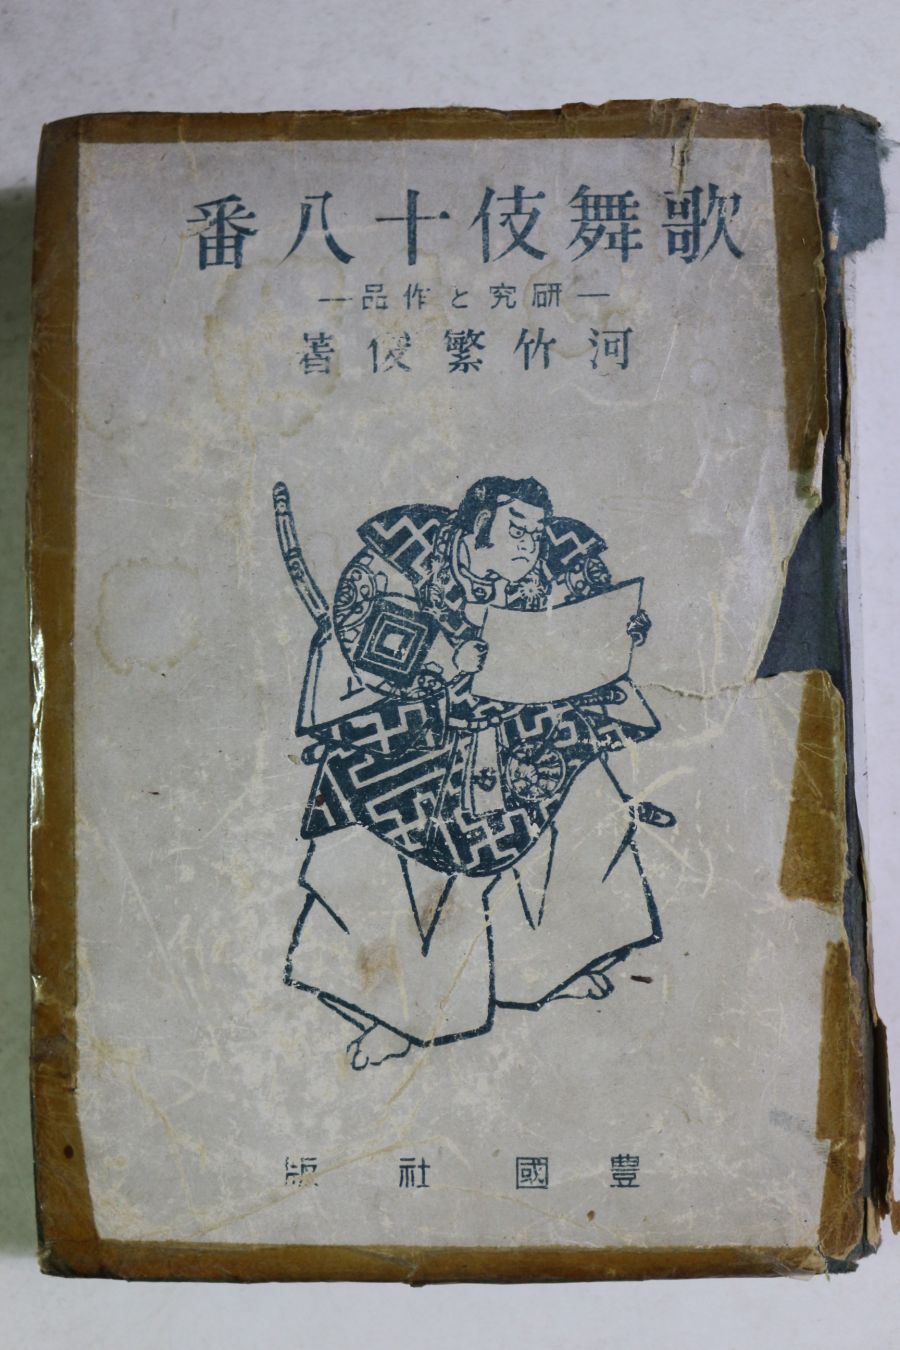 歌舞伎十八番
―研究と作品―
河竹繁俊著
豐國社版